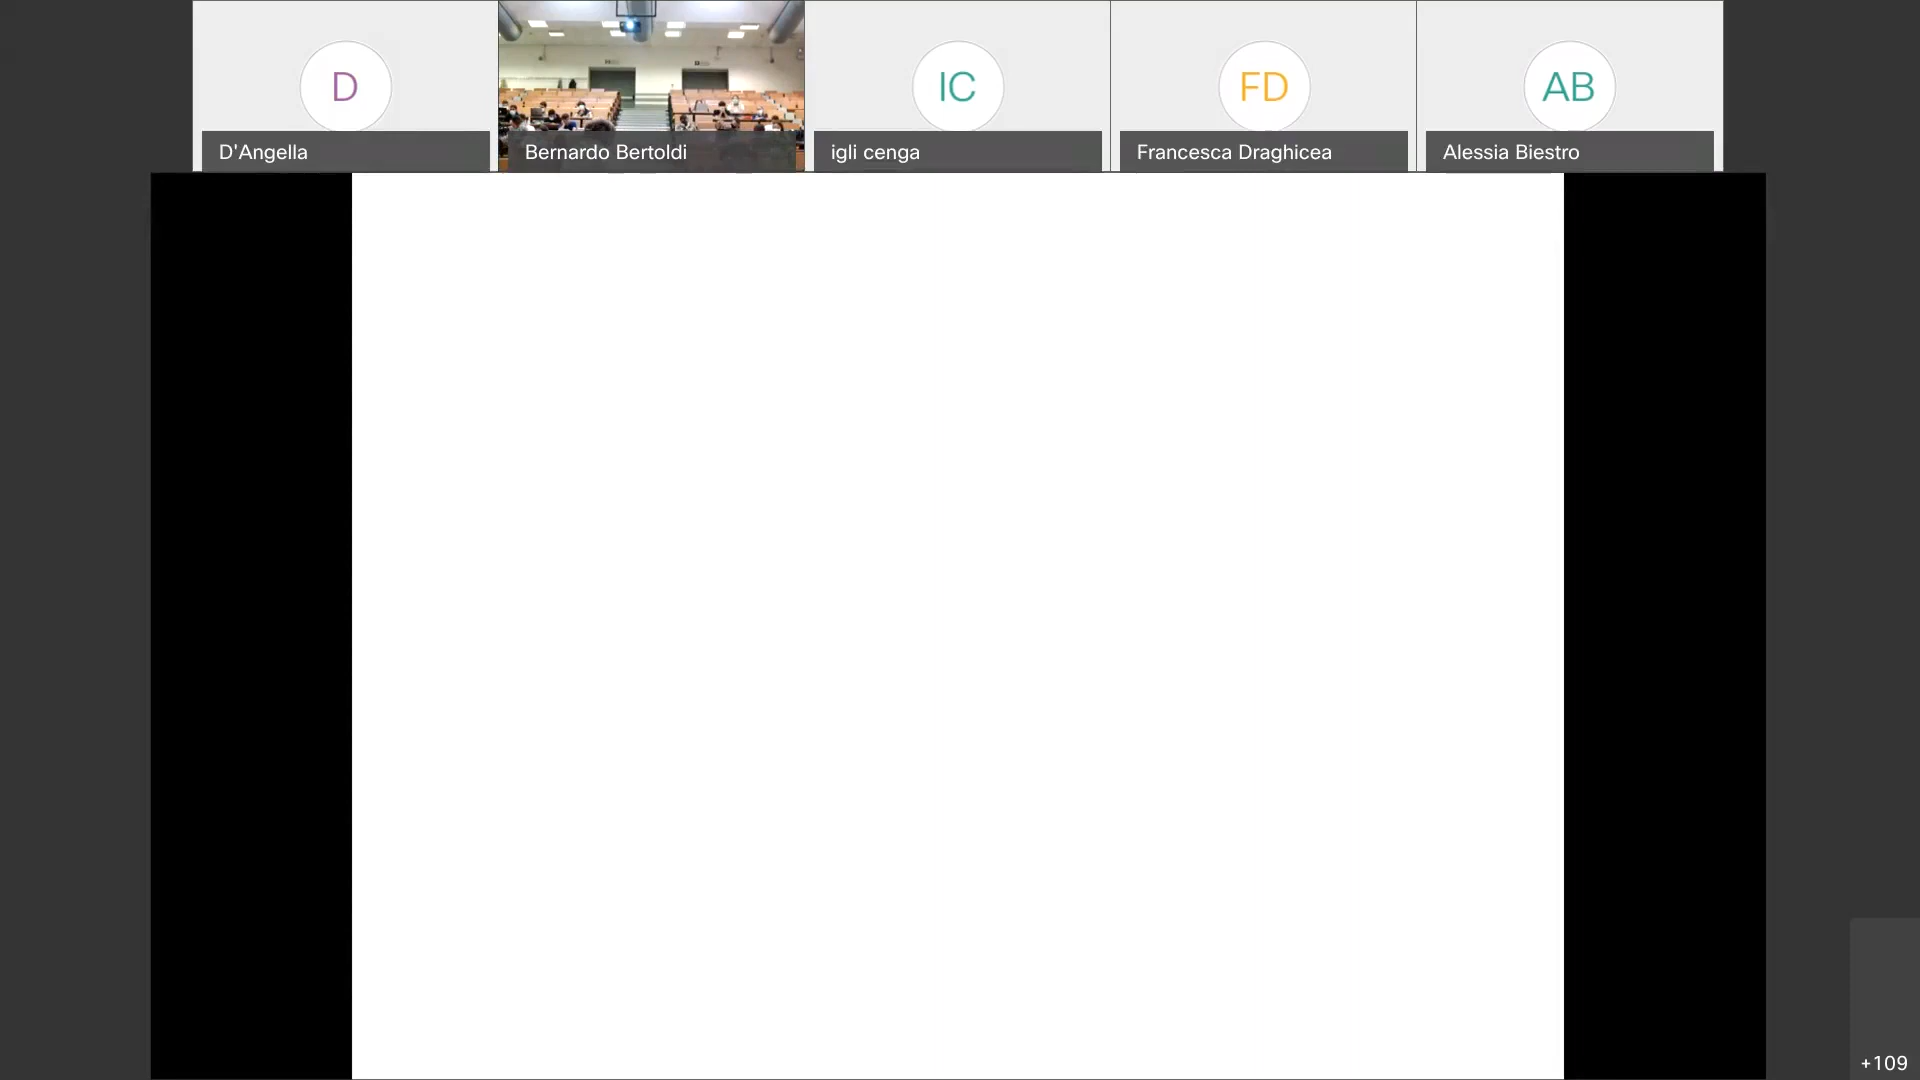 D
IC
FD
AB
D'Angella
Bernardo Bertoldi
igli cenga
Francesca Draghicea
Alessia Biestro
+109